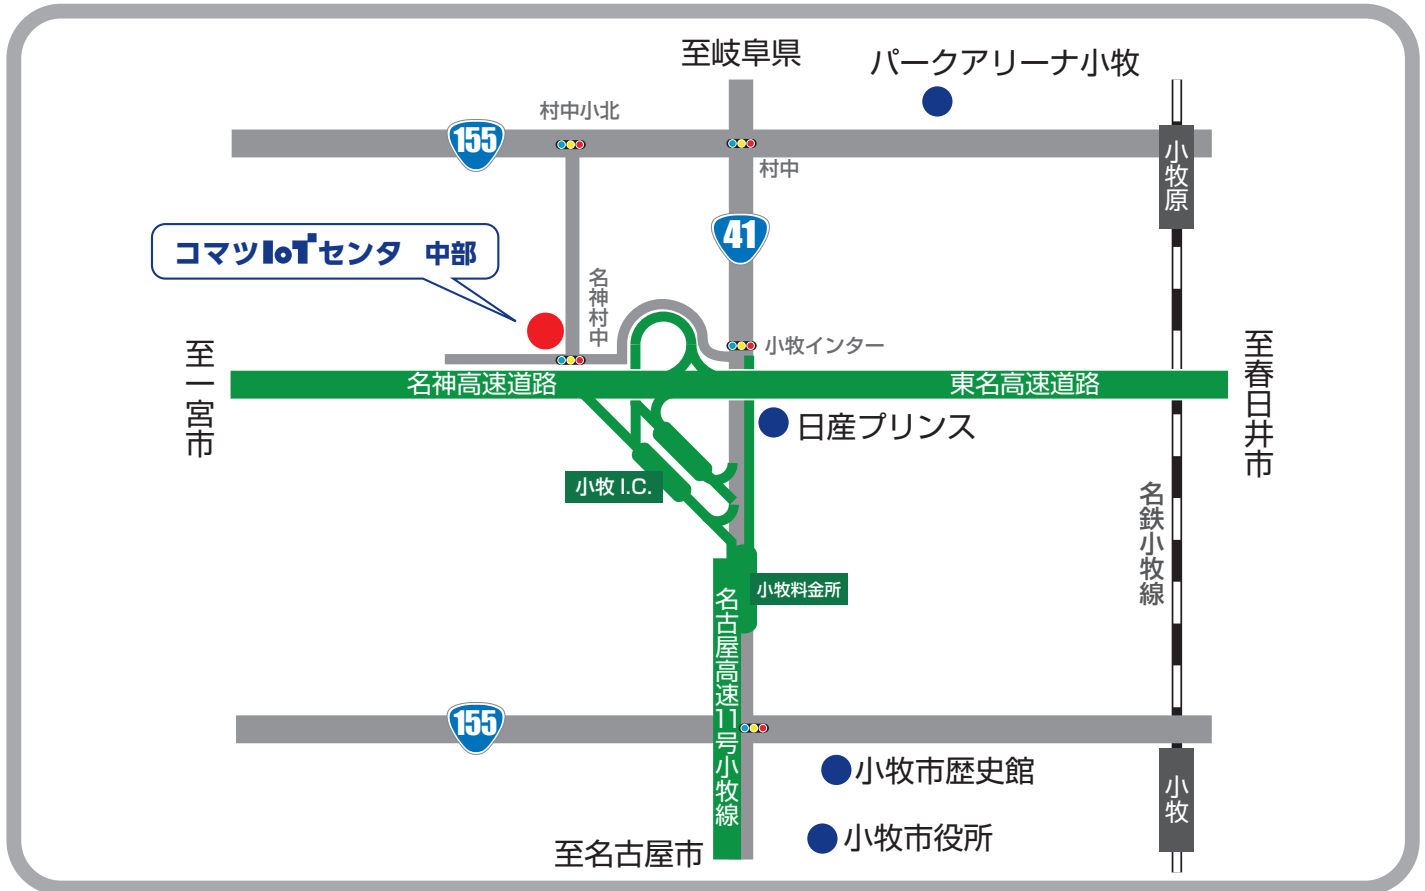 至岐阜県
パークアリーナ小牧
村中小北
155
村中
小牧原
41
コマツIoTセンタ 中部
名神村中
小牧インター
至一宮市
至春日井市
名神高速道路
東名高速道路
日産プリンス
小牧 I.C.
名鉄小牧線
小牧料金所
名古屋高速11号小牧線
155
小牧市歴史館
小牧
小牧市役所
至名古屋市